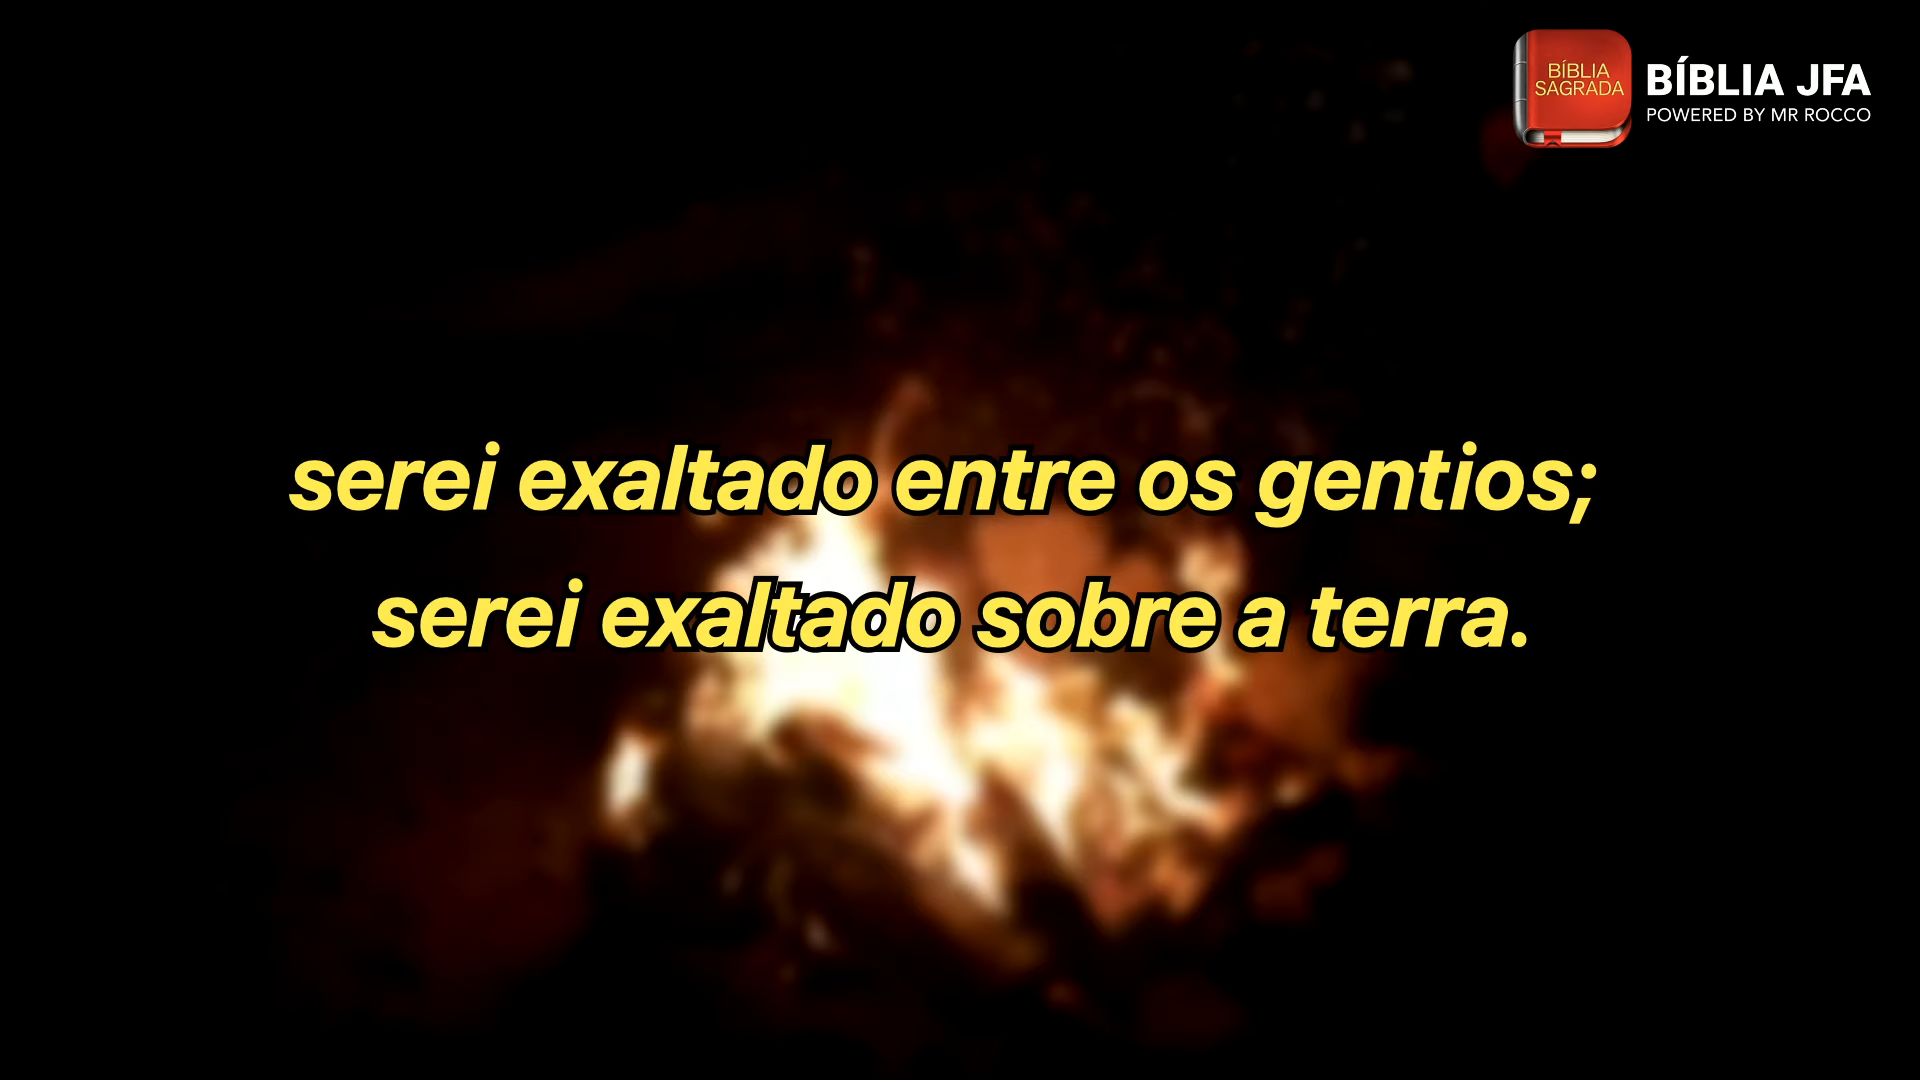 BÍBLIA
SAGRADA
BÍBLIA JFA
POWERED BY MR ROCCO
serei exaltado entre os gentios;
serei exaltado sobre a terra.